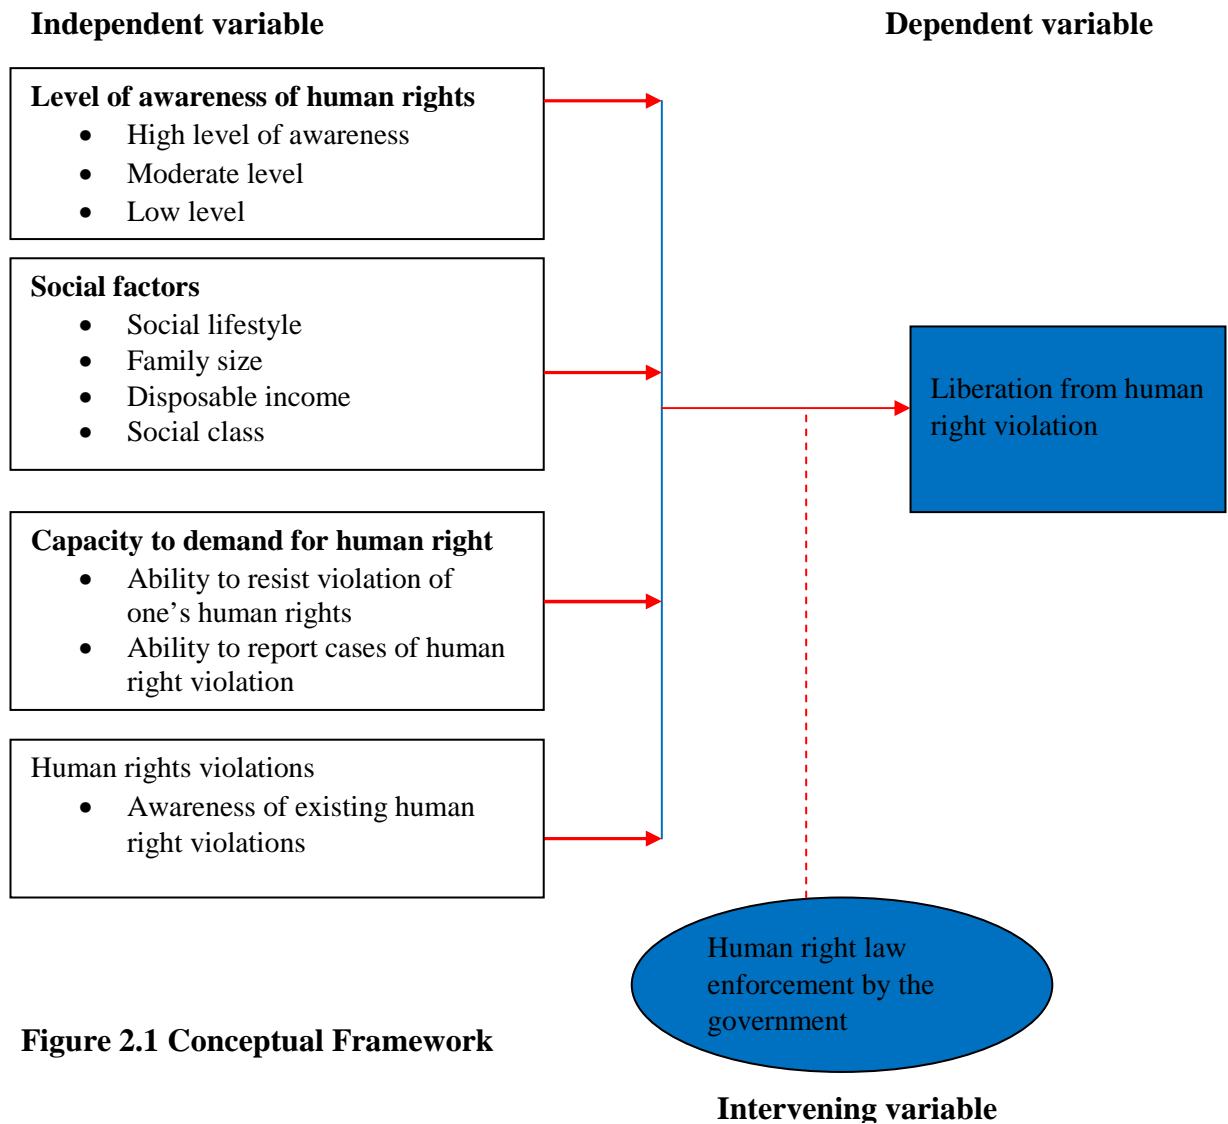 Independent variable
Dependent variable
Level of awareness of human rights
• High level of awareness
• Moderate level
• Low level
Social factors
• Social lifestyle
• Family size
• Disposable income
• Social class
Capacity to demand for human right
• Ability to resist violation of
one’s human rights
• Ability to report cases of human
right violation
Human rights violations
• Awareness of existing human
right violations
Liberation from human
right violation
Human right law
enforcement by the
government
Figure 2.1 Conceptual Framework
Intervening variable